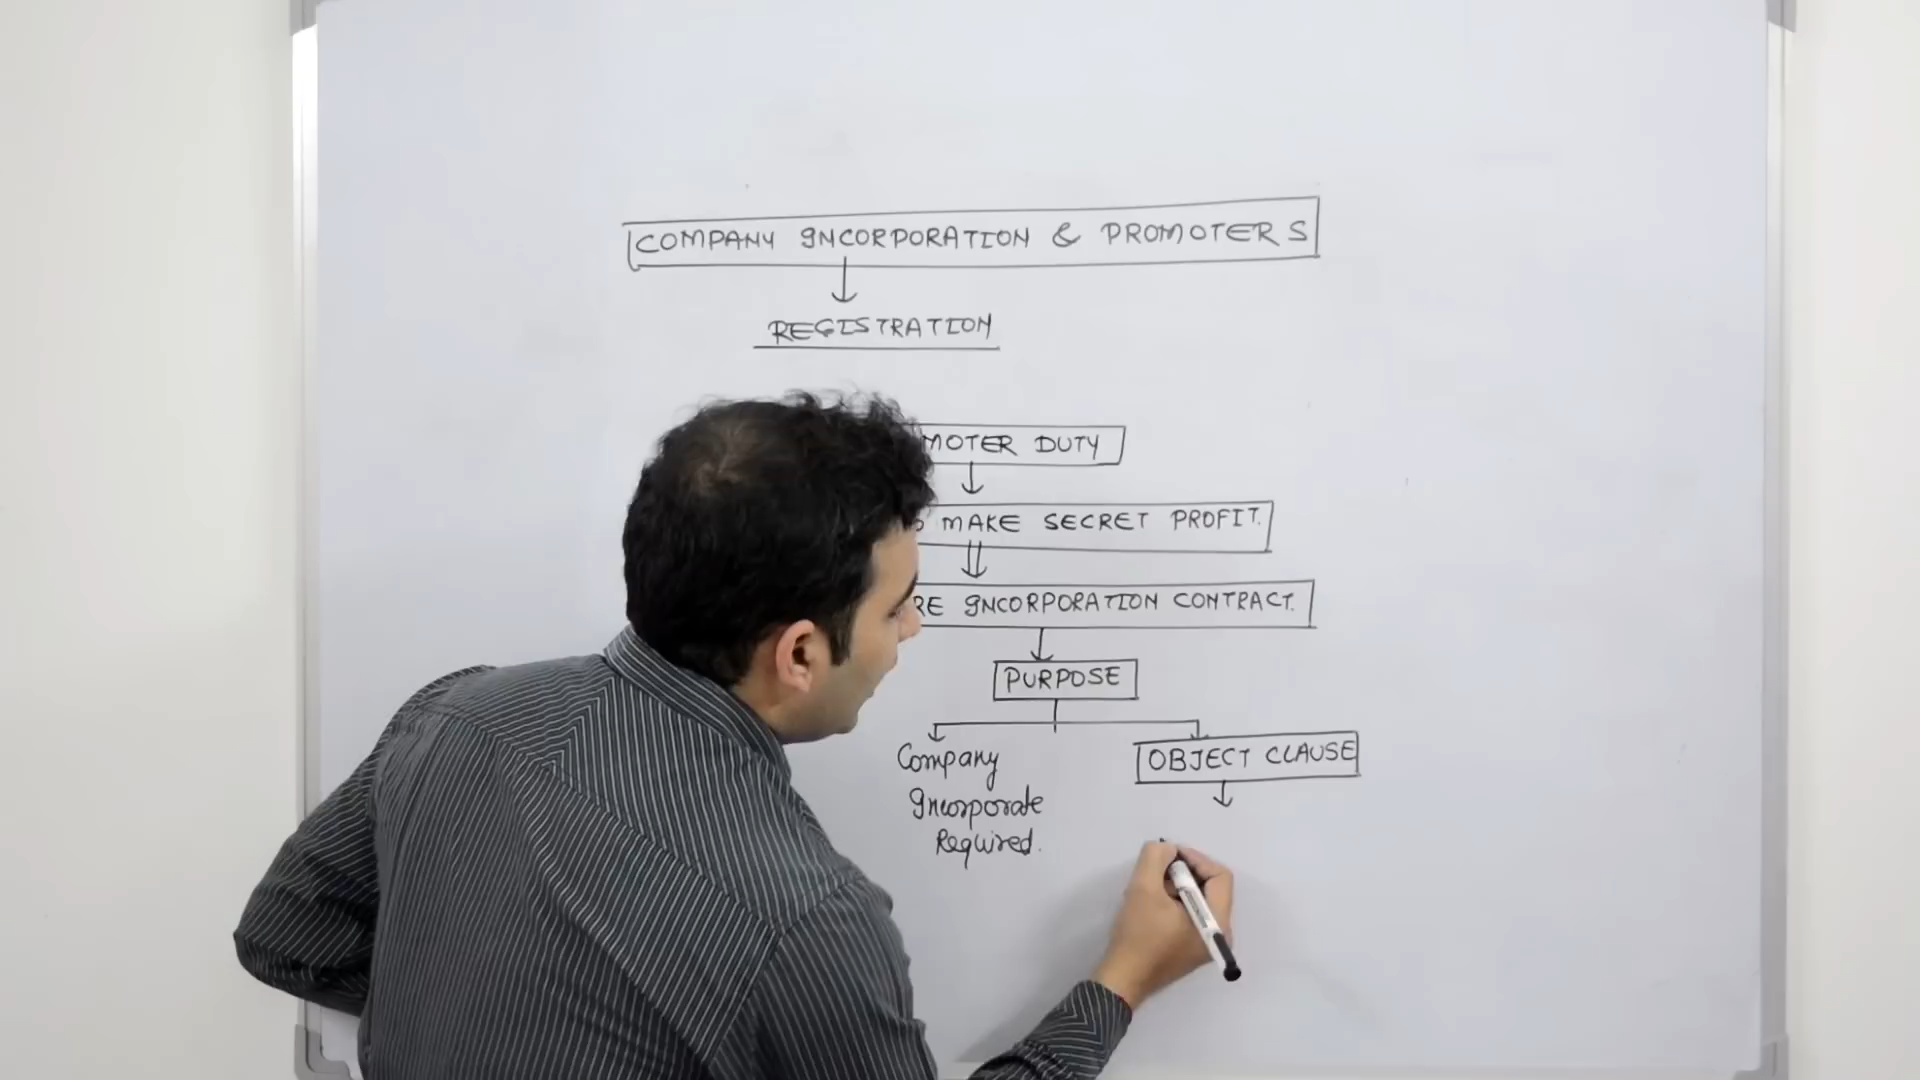 COMPANY INCORPORATION & PROMOTERS
REGISTRATION
MOTER DUTY
MAKE SECRET PROFIT.
RE INCORPORATION CONTRACT.
PURPOSE
Company
Incorporate
Required.
OBJECT CLAUSE